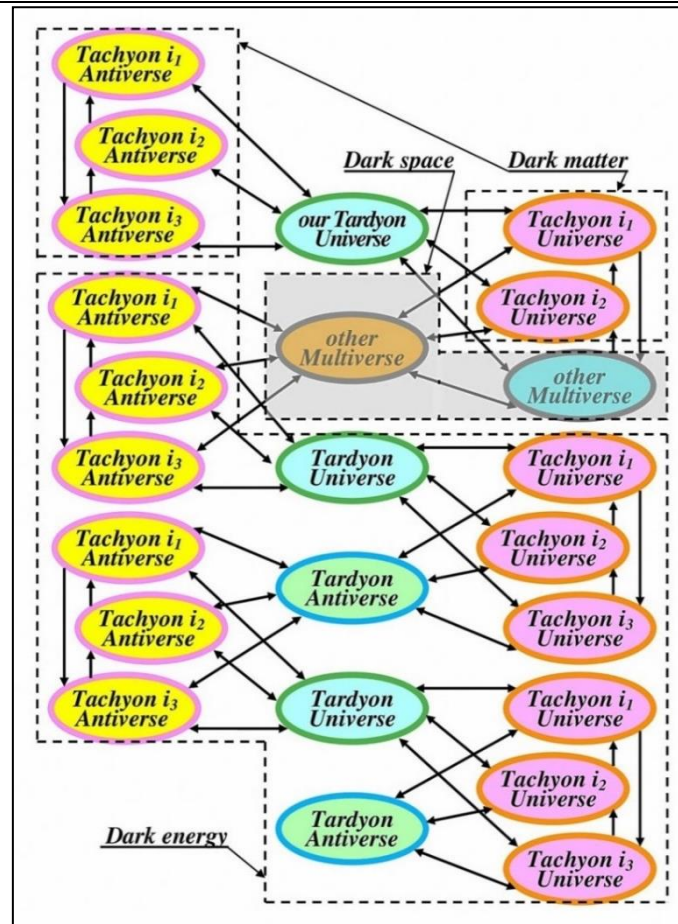 Tachyon i1
Antiverse
Tachyon i2
Antiverse
Dark space
Dark matter
Tachyon i3
Antiverse
our Tardyon
Universe
Tachyon i1
Universe
Tachyon i1
Antiverse
Tachyon i2
Universe
other
Multiverse
Tachyon i2
Antiverse
other
Multiverse
Tachyon i3
Antiverse
Tardyon
Universe
Tachyon i1
Universe
Tachyon i1
Antiverse
Tachyon i2
Universe
Tardyon
Antiverse
Tachyon i2
Antiverse
Tachyon i3
Universe
Tachyon i3
Antiverse
Tardyon
Universe
Tachyon i1
Universe
Tachyon i2
Universe
Tardyon
Antiverse
Dark energy
Tachyon i3
Universe